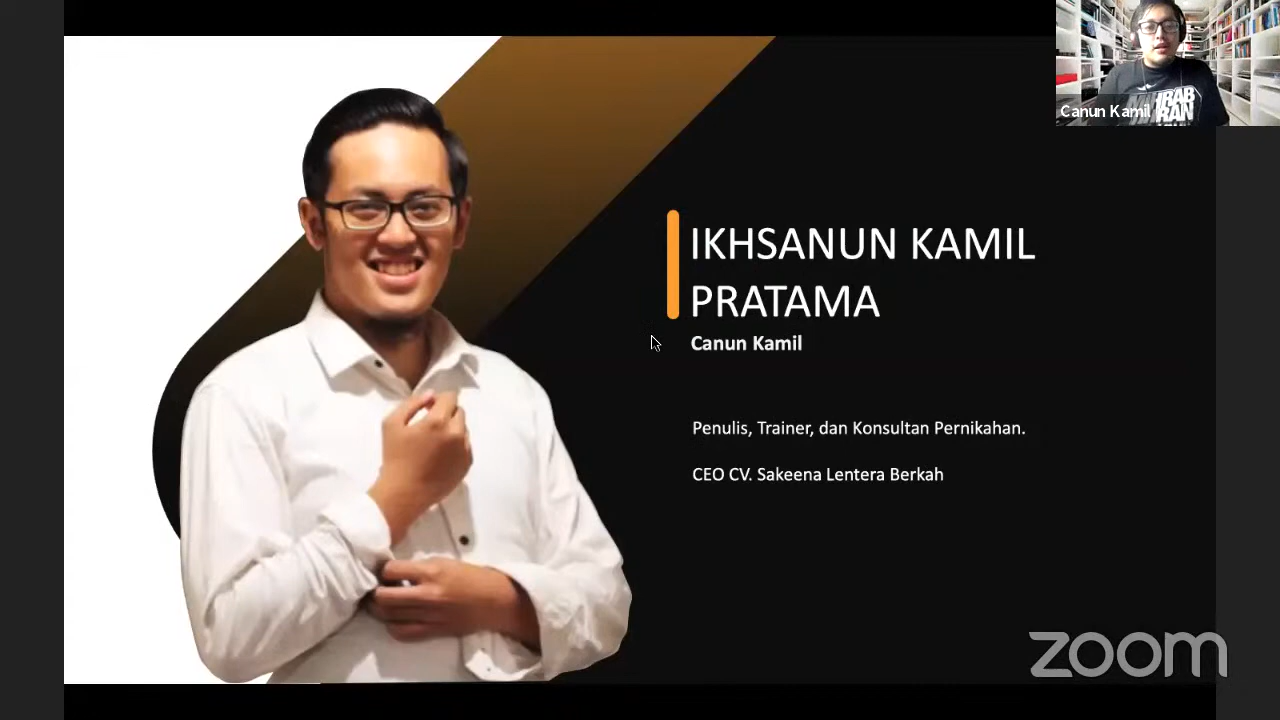 IKHSANUN KAMIL
PRATAMA
Canun Kamil
Penulis, Trainer, dan Konsultan Pernikahan.
CEO CV. Sakeena Lentera Berkah
Canun Kamil
zoom